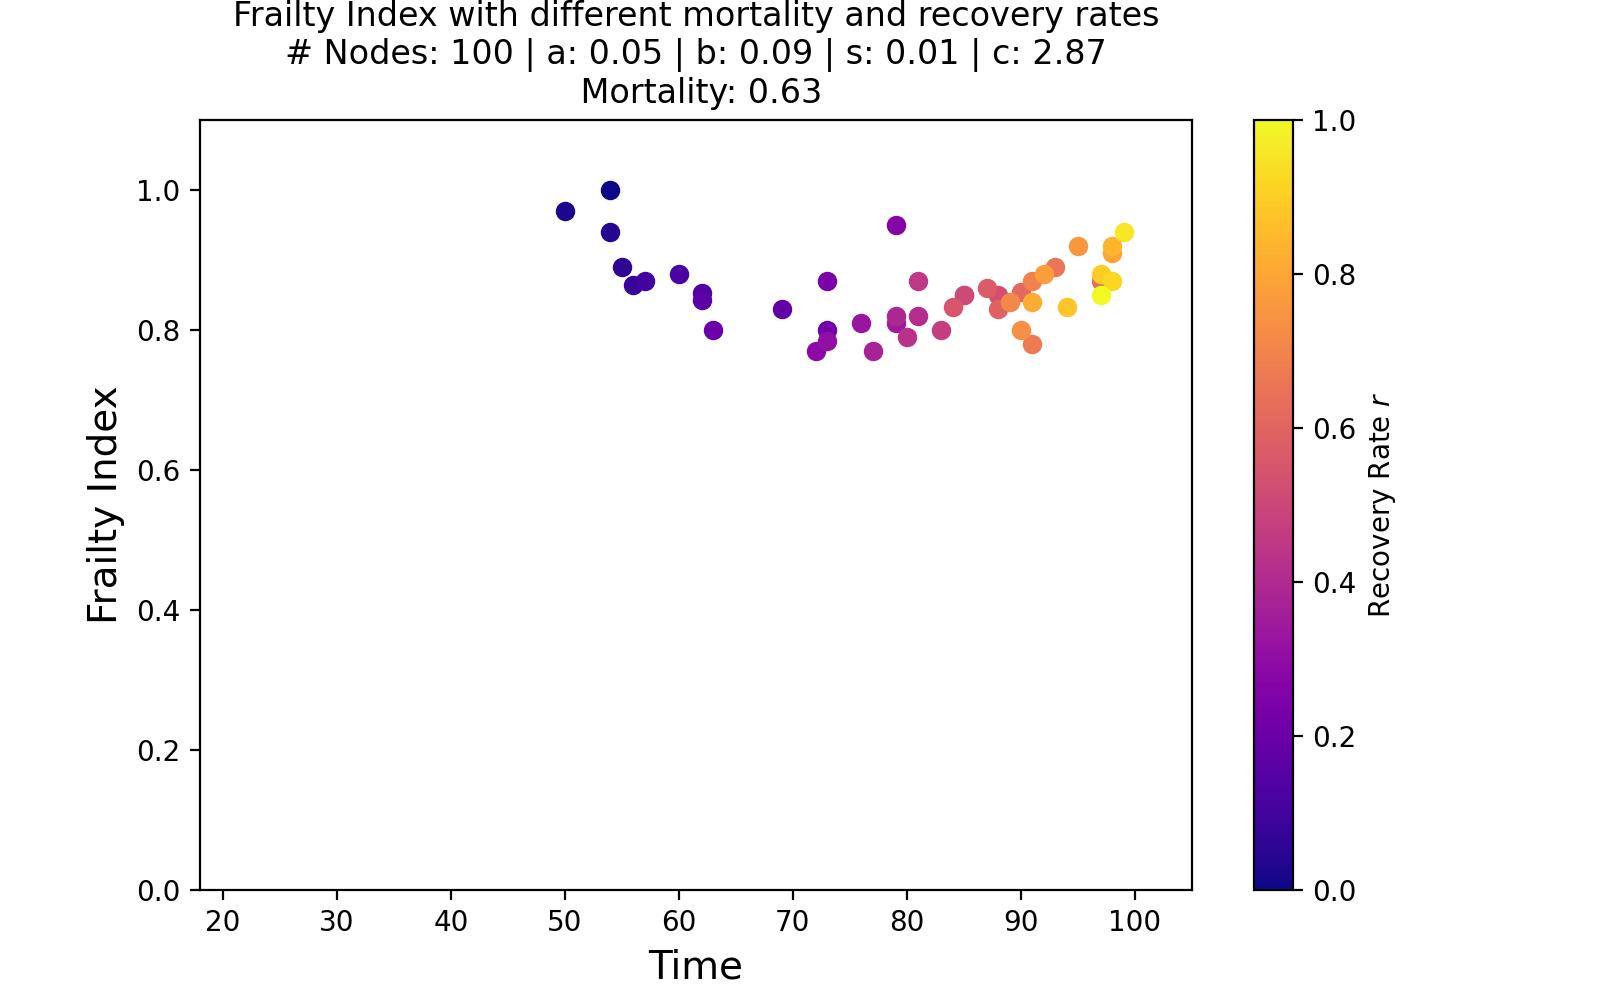 Frailty Index with different mortality and recovery rates
# Nodes: 100 | a: 0.05 | b: 0.09 | s: 0.01 | c: 2.87
Mortality: 0.63
1.0
0.8
0.6
0.4
0.2
0.0
Frailty Index
20 30 40 50 60 70 80 90 100
Time
1.0
0.8
0.6
0.4
0.2
0.0
Recovery Rate r